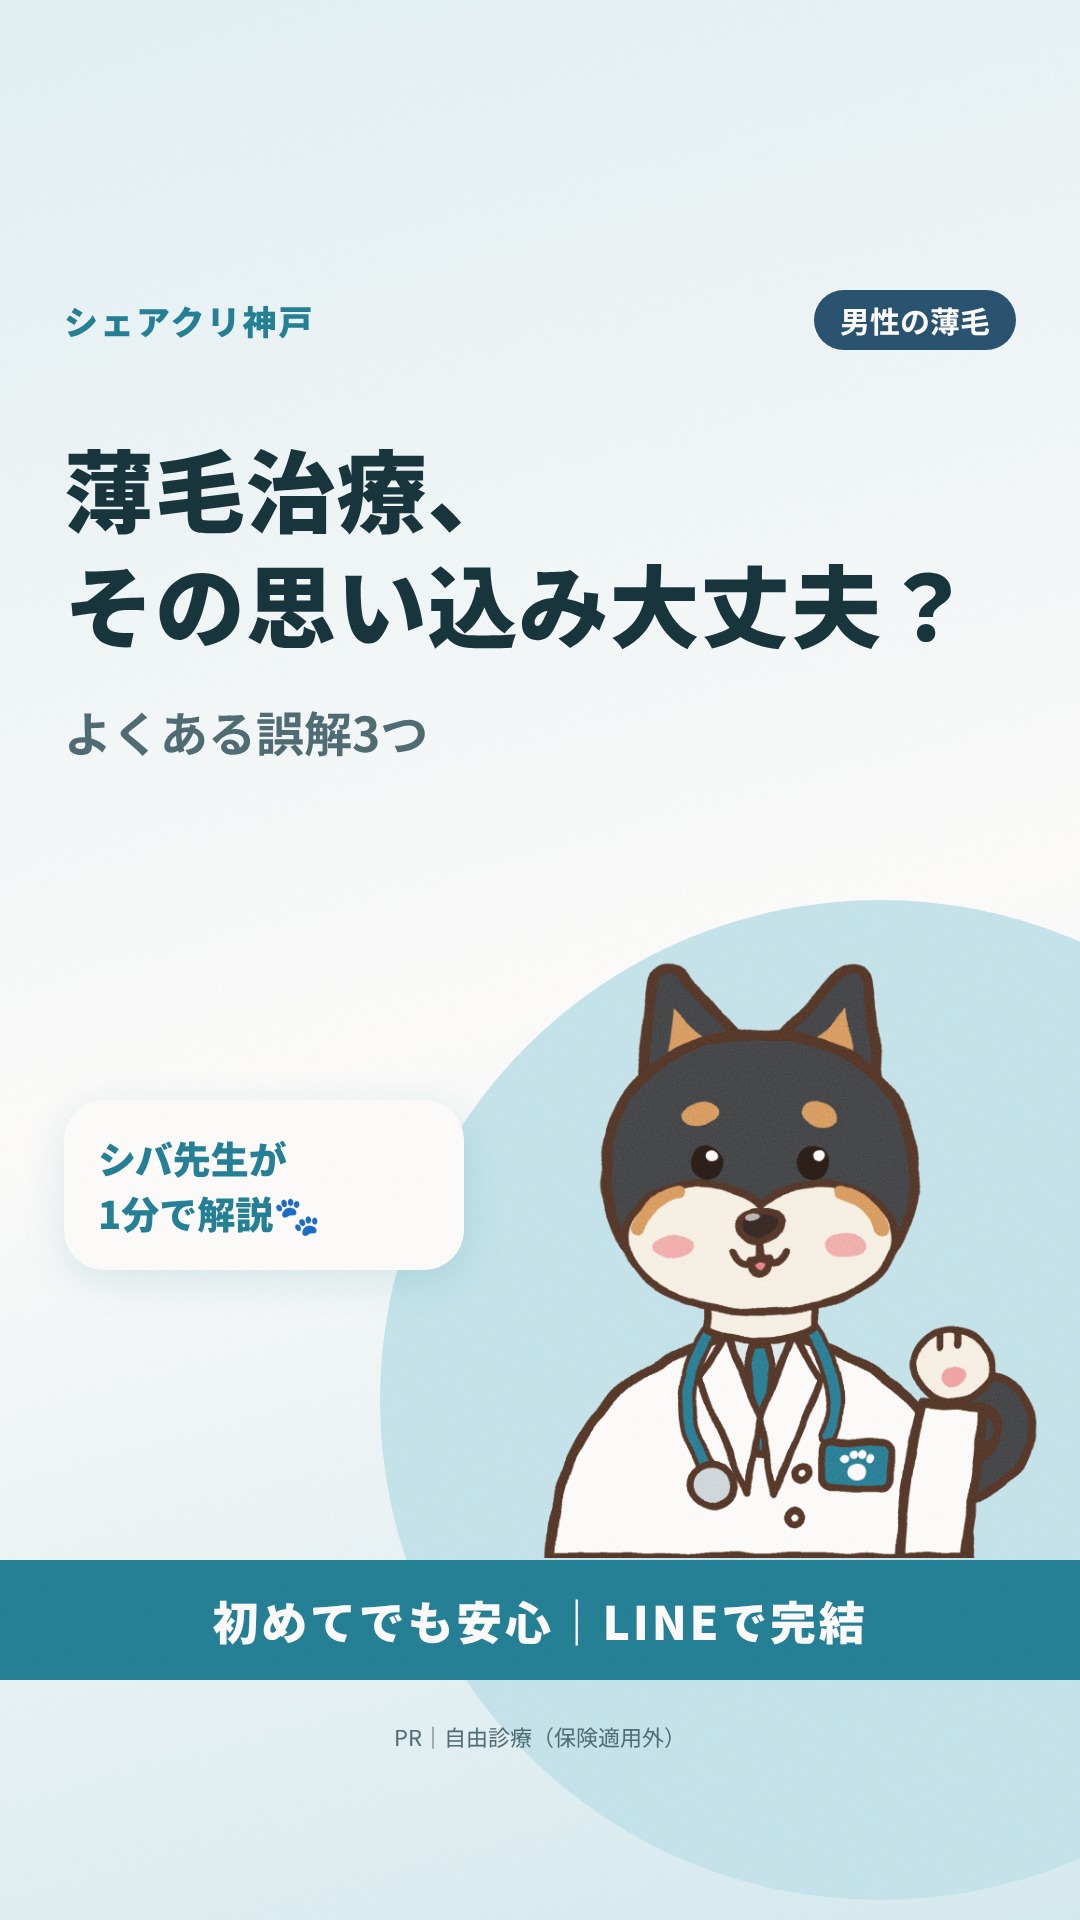 シェアクリ神戸
男性の薄毛
薄毛治療、
その思い込み大丈夫？
よくある誤解3つ
シバ先生が
1分で解説🐾
初めてでも安心｜LINEで完結
PR｜自由診療（保険適用外）